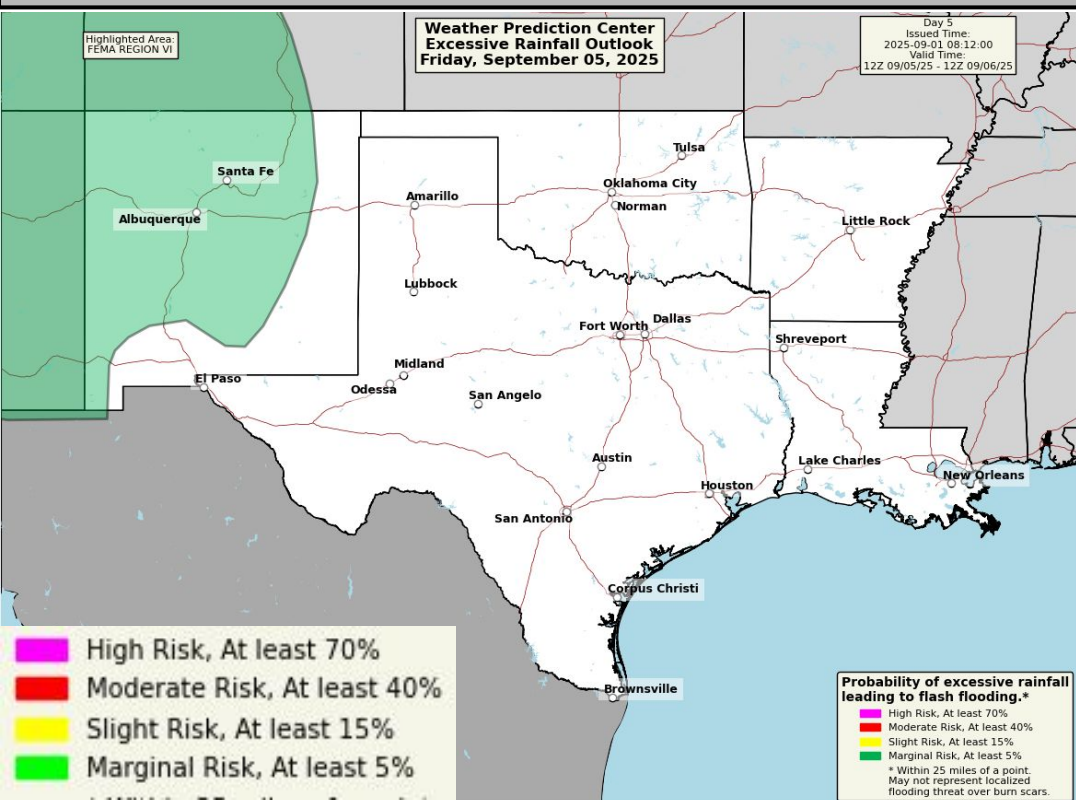 Highlighted Area:
FEMA REGION VI
Weather Prediction Center
Excessive Rainfall Outlook
Friday, September 05, 2025
Day 5
Issued Time:
2025-09-01 08:12:00
Valid Time:
12Z 09/05/25 - 12Z 09/06/25
Tulsa
Santa Fe
Oklahoma City
Amarillo
Norman
Albuquerque
Little Rock
Lubbock
Dallas
Fort Worth
Shreveport
Midland
El Paso
Odessa
San Angelo
Austin
Lake Charles
New Orleans
Houston
San Antonio
Corpus Christi
Brownsville
High Risk, At least 70%
Moderate Risk, At least 40%
Slight Risk, At least 15%
Marginal Risk, At least 5%
Probability of excessive rainfall
leading to flash flooding.*
High Risk, At least 70%
Moderate Risk, At least 40%
Slight Risk, At least 15%
Marginal Risk, At least 5%
* Within 25 miles of a point.
May not represent localized
flooding threat over burn scars.